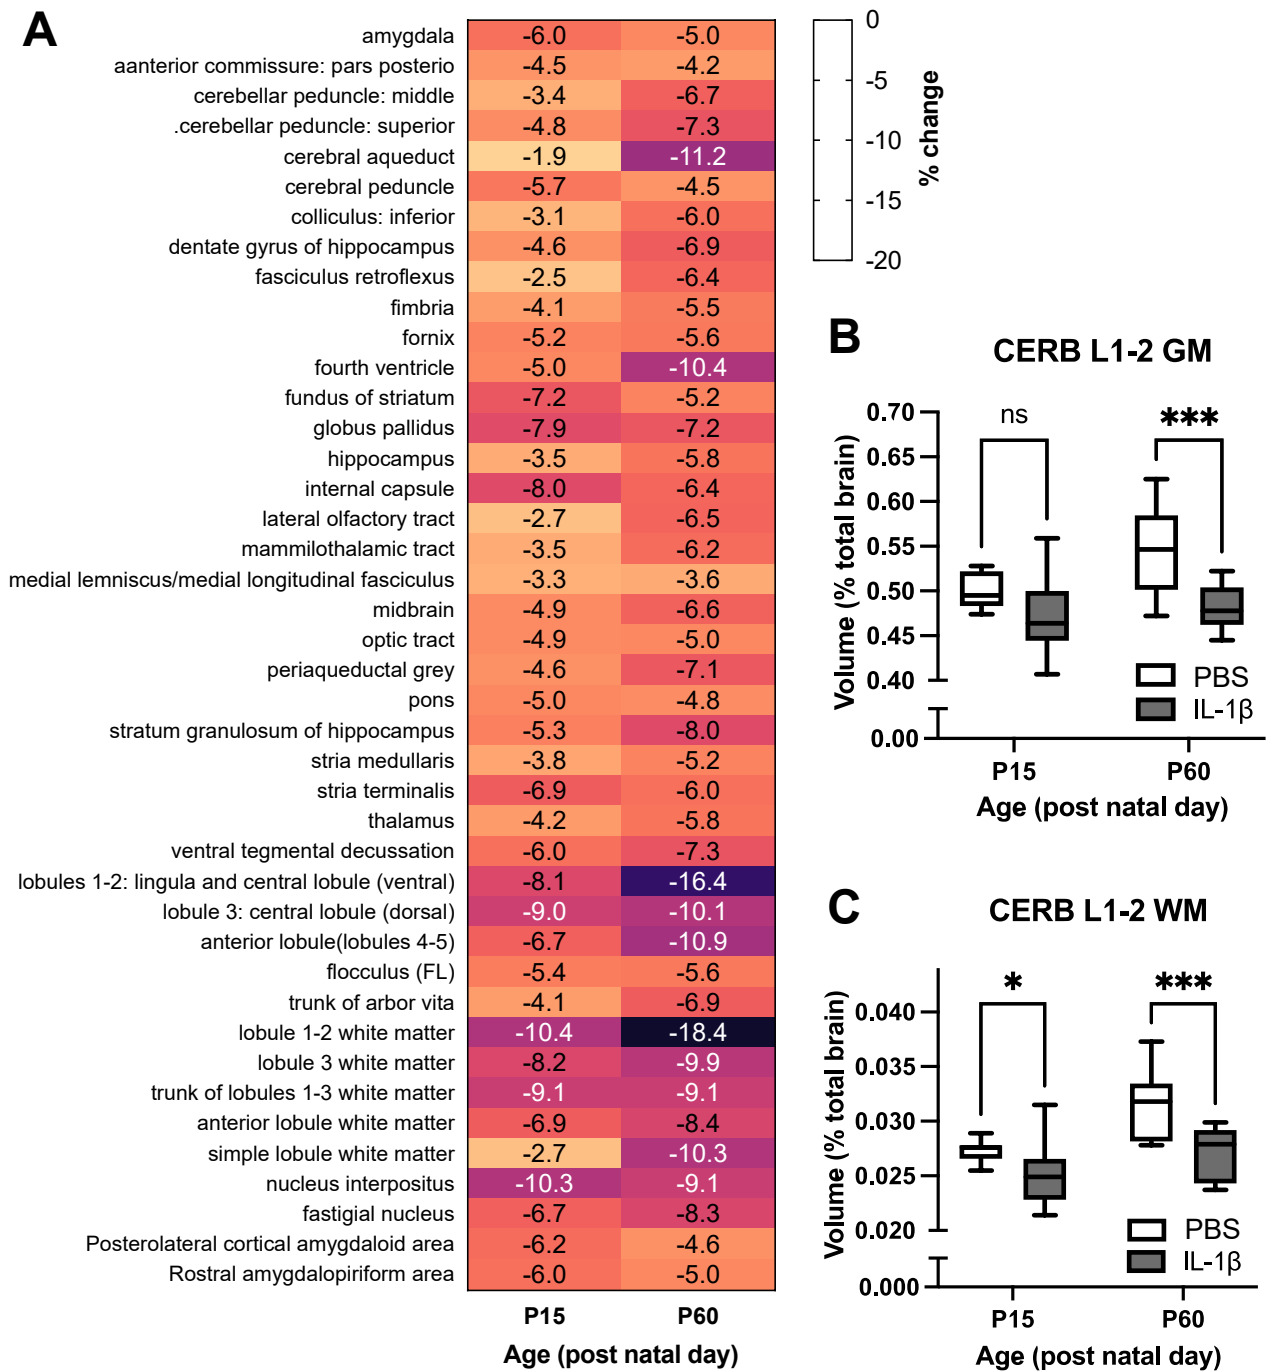 A
amygdala -6.0 -5.0
aanterior commissure: pars posterio -4.5 -4.2
cerebellar peduncle: middle -3.4 -6.7
.cerebellar peduncle: superior -4.8 -7.3
cerebral aqueduct -1.9 -11.2
cerebral peduncle -5.7 -4.5
colliculus: inferior -3.1 -6.0
dentate gyrus of hippocampus -4.6 -6.9
fasciculus retroflexus -2.5 -6.4
fimbria -4.1 -5.5
fornix -5.2 -5.6
fourth ventricle -5.0 -10.4
fundus of striatum -7.2 -5.2
globus pallidus -7.9 -7.2
hippocampus -3.5 -5.8
internal capsule -8.0 -6.4
lateral olfactory tract -2.7 -6.5
mammilothalamic tract -3.5 -6.2
medial lemniscus/medial longitudinal fasciculus -3.3 -3.6
midbrain -4.9 -6.6
optic tract -4.9 -5.0
periaqueductal grey -4.6 -7.1
pons -5.0 -4.8
stratum granulosum of hippocampus -5.3 -8.0
stria medullaris -3.8 -5.2
stria terminalis -6.9 -6.0
thalamus -4.2 -5.8
ventral tegmental decussation -6.0 -7.3
lobules 1-2: lingula and central lobule (ventral) -8.1 -16.4
lobule 3: central lobule (dorsal) -9.0 -10.1
anterior lobule(lobules 4-5) -6.7 -10.9
flocculus (FL) -5.4 -5.6
trunk of arbor vita -4.1 -6.9
lobule 1-2 white matter -10.4 -18.4
lobule 3 white matter -8.2 -9.9
trunk of lobules 1-3 white matter -9.1 -9.1
anterior lobule white matter -6.9 -8.4
simple lobule white matter -2.7 -10.3
nucleus interpositus -10.3 -9.1
fastigial nucleus -6.7 -8.3
Posterolateral cortical amygdaloid area -6.2 -4.6
Rostral amygdalopiriform area -6.0 -5.0
P15 P60
Age (post natal day)
0
-5
-10
-15
-20
% change
B
CERB L1-2 GM
ns ***
0.70
0.65
0.60
0.55
0.50
0.45
0.40
0.00
Volume (% total brain)
PBS
IL-1β
P15 P60
Age (post natal day)
C
CERB L1-2 WM
* ***
0.040
0.035
0.030
0.025
0.020
0.000
Volume (% total brain)
PBS
IL-1β
P15 P60
Age (post natal day)